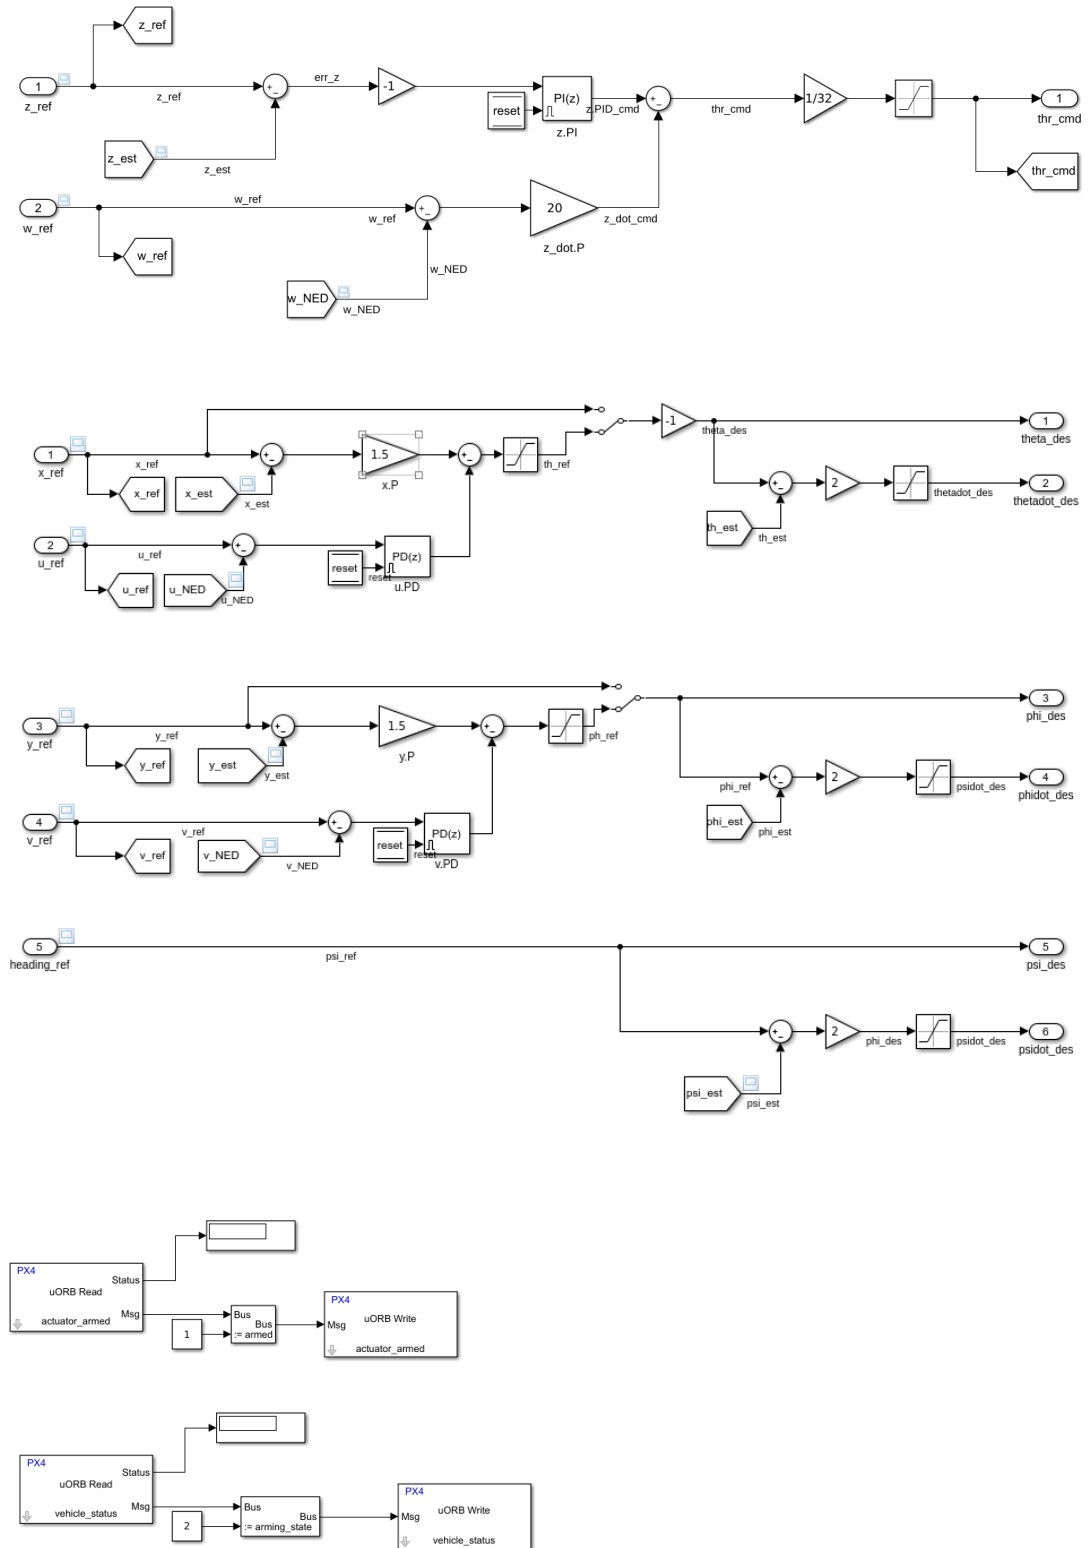 z_ref
1
z_ref
z_ref
+
-
err_z
-1
reset
PI(z)
z.PI
z.PID_cmd
+
-
thr_cmd
1/32
1
thr_cmd
thr_cmd
z_est
z_est
2
w_ref
w_ref
w_ref
w_ref
+
-
20
z_dot.P
z_dot_cmd
w_NED
w_NED
w_NED
1
x_ref
x_ref
x_ref
x_est
x_est
+
-
1.5
x.P
+
-
th_ref
-1
theta_des
1
theta_des
+
-
2
thetadot_des
2
thetadot_des
th_est
th_est
2
u_ref
u_ref
u_ref
u_NED
u_NED
+
-
reset
reset
PD(z)
u.PD
3
y_ref
y_ref
y_ref
y_est
y_est
+
-
1.5
y.P
+
-
ph_ref
3
phi_des
phi_ref
+
-
2
psidot_des
4
phidot_des
phi_est
phi_est
4
v_ref
v_ref
v_ref
v_NED
v_NED
+
-
reset
reset
PD(z)
v.PD
5
heading_ref
psi_ref
5
psi_des
+
-
2
phi_des
psidot_des
6
psidot_des
psi_est
psi_est
PX4
Status
uORB Read
Msg
actuator_armed
1
Bus
Bus
:= armed
PX4
uORB Write
Msg
actuator_armed
PX4
Status
uORB Read
Msg
vehicle_status
2
Bus
Bus
:= arming_state
PX4
uORB Write
Msg
vehicle_status